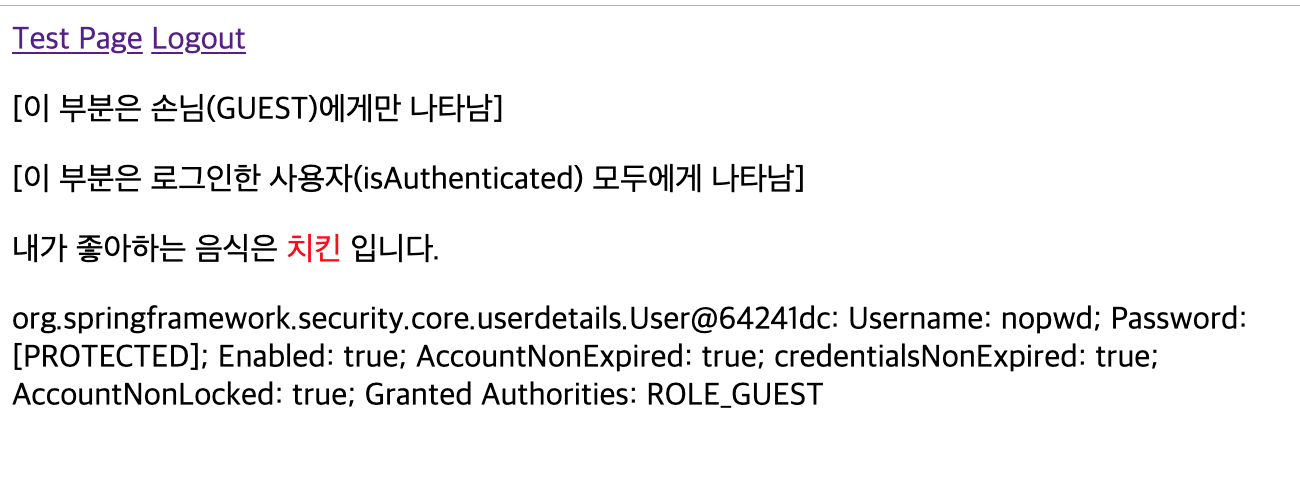 Test Page Logout
[이 부분은 손님(GUEST)에게만 나타남]
[이 부분은 로그인한 사용자(isAuthenticated) 모두에게 나타남]
내가 좋아하는 음식은 치킨 입니다.
org.springframework.security.core.userdetails.User@64241dc: Username: nopwd; Password:
[PROTECTED]; Enabled: true; AccountNonExpired: true; credentialsNonExpired: true;
AccountNonLocked: true; Granted Authorities: ROLE_GUEST